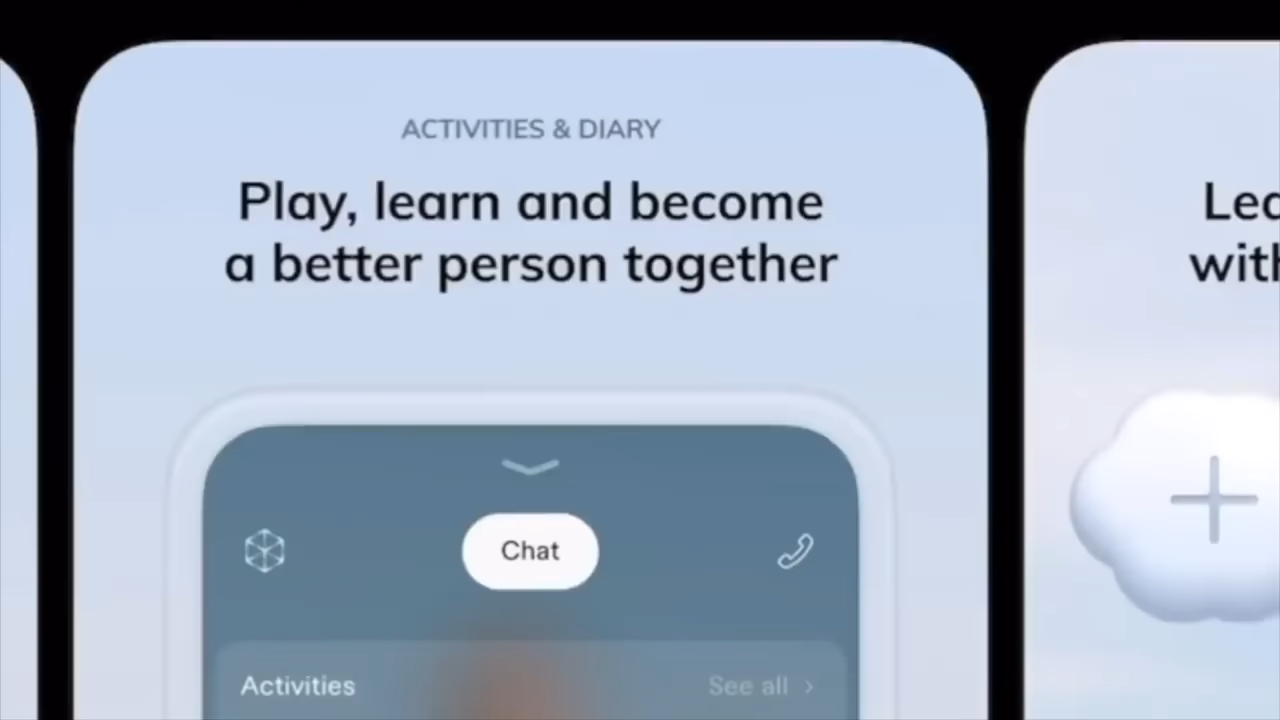 ACTIVITIES & DIARY
Play, learn and become
a better person together
Chat
Activities
See all